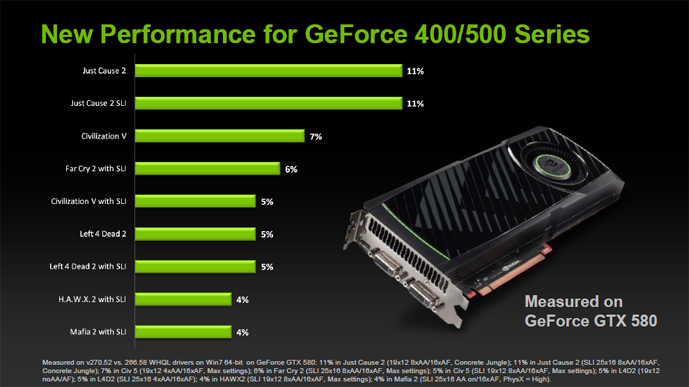 New Performance for GeForce 400/500 Series
Just Cause 2 11%
Just Cause 2 SLI 11%
Civilization V 7%
Far Cry 2 with SLI 6%
Civilization V with SLI 5%
Left 4 Dead 2 5%
Left 4 Dead 2 with SLI 5%
H.A.W.X. 2 with SLI 4%
Mafia 2 with SLI 4%
Measured on
GeForce GTX 580
Measured on v270.52 vs. 266.58 WHQL drivers on Win7 64-bit on GeForce GTX 580: 11% in Just Cause 2 (19x12 8xAA/16xAF, Concrete Jungle); 11% in Just Cause 2 (SLI 25x16 8xAA/16xAF,
Concrete Jungle); 7% in Civ 5 (19x12 4xAA/16xAF, Max settings); 6% in Far Cry 2 (SLI 25x16 8xAA/16xAF, Max settings); 5% in Civ 5 (SLI 19x12 8xAA/16xAF, Max settings); 5% in L4D2 (19x12
noAA/AF); 5% in L4D2 (SLI 25x16 4xAA/16xAF); 4% in HAWX2 (SLI 19x12 8xAA/16xAF, Max settings); 4% in Mafia 2 (SLI 25x16 AA on/16xAF, PhysX = High).